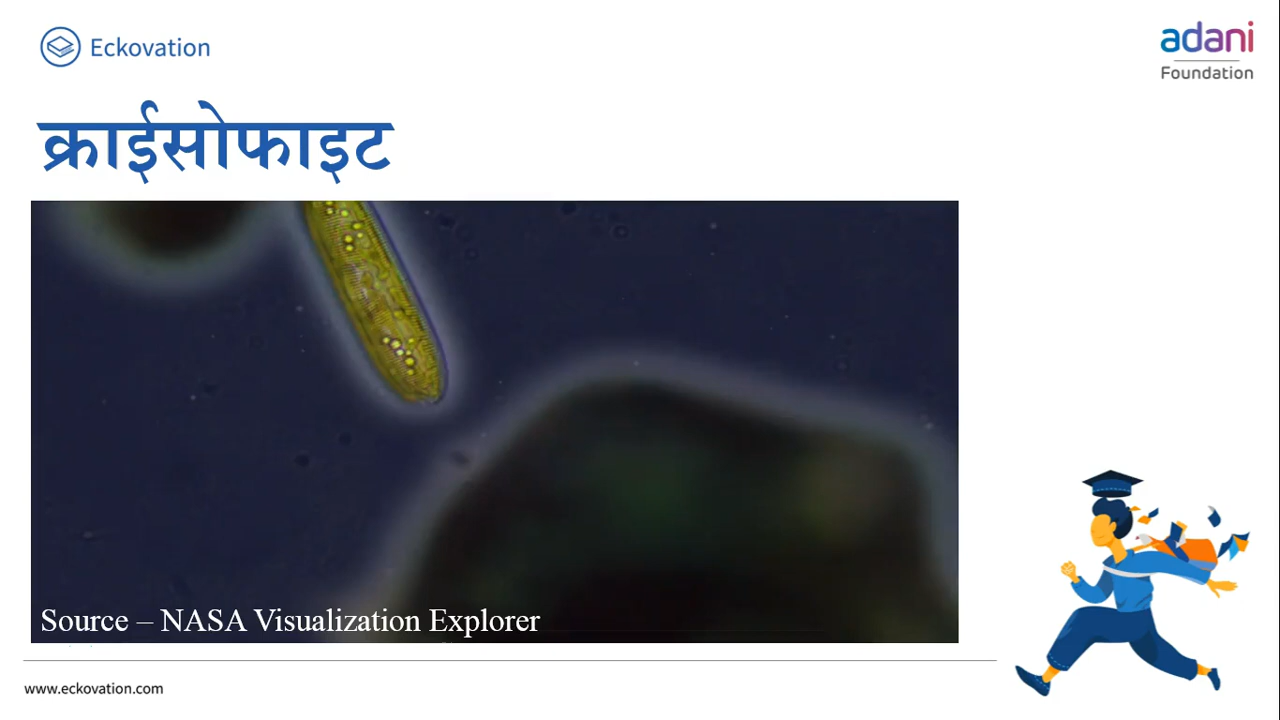 Eckovation
adani
Foundation
क्राईसोफाइट
Source – NASA Visualization Explorer
www.eckovation.com